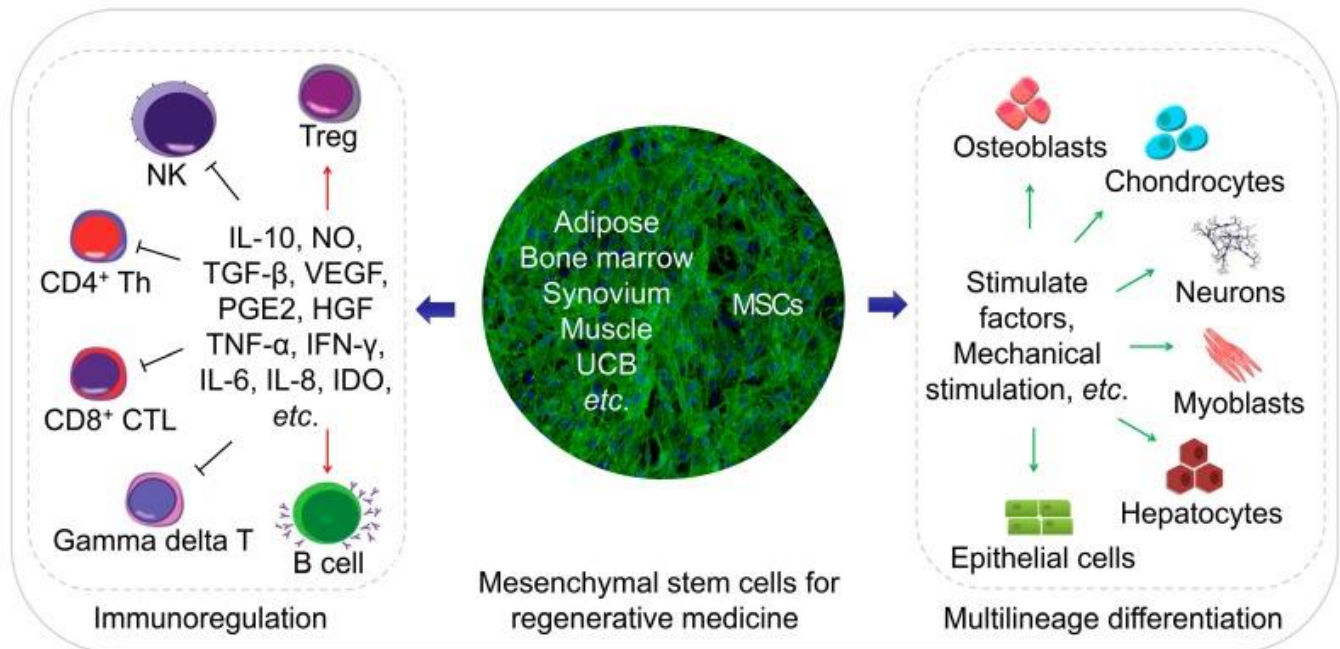 NK
Treg
CD4⁺ Th
CD8⁺ CTL
Gamma delta T
B cell
IL-10, NO,
TGF-β, VEGF,
PGE2, HGF
TNF-α, IFN-γ,
IL-6, IL-8, IDO,
etc.
Immunoregulation
Adipose
Bone marrow
Synovium
Muscle
UCB
etc.
MSCs
Mesenchymal stem cells for
regenerative medicine
Stimulate
factors,
Mechanical
stimulation, etc.
Osteoblasts
Chondrocytes
Neurons
Myoblasts
Hepatocytes
Epithelial cells
Multilineage differentiation